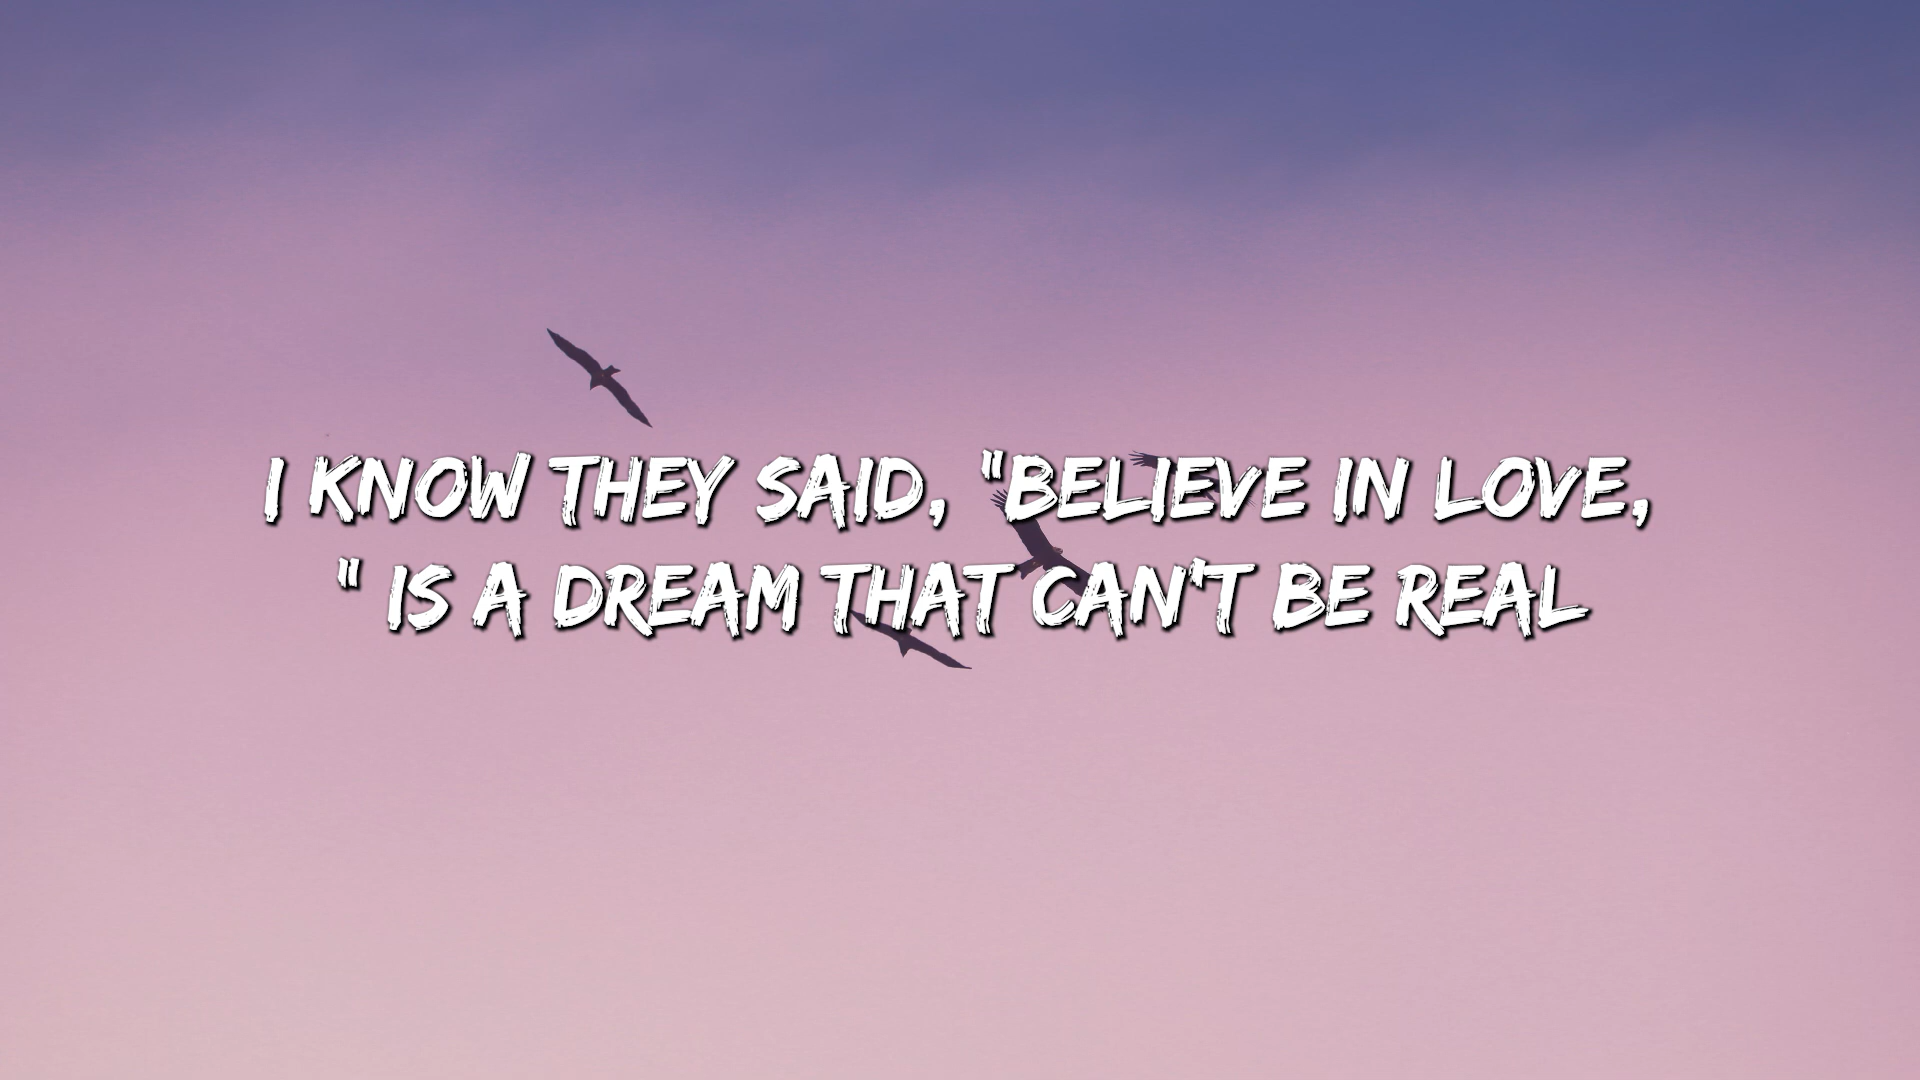 I KNOW THEY SAID, "BELIEVE IN LOVE,
" IS A DREAM THAT CAN'T BE REAL